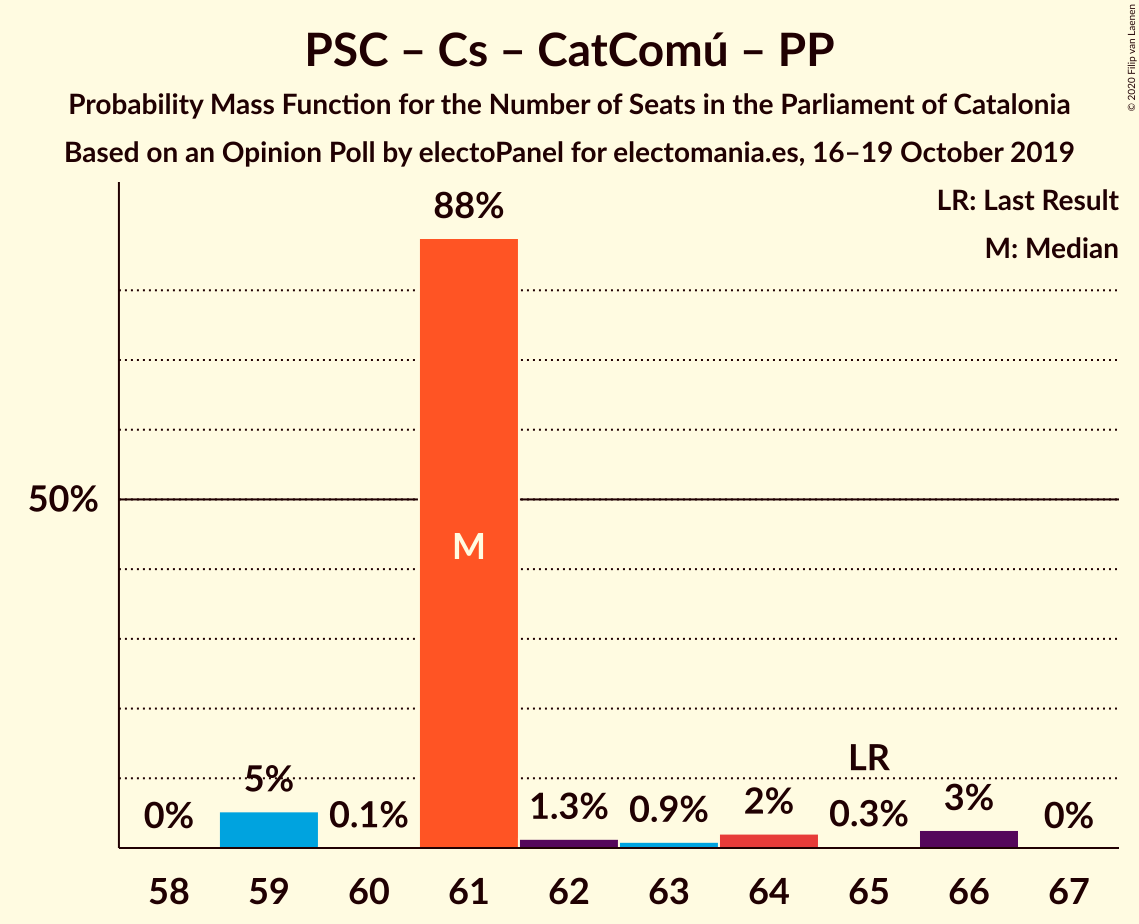 PSC – Cs – CatComú – PP
Probability Mass Function for the Number of Seats in the Parliament of Catalonia
Based on an Opinion Poll by electoPanel for electomania.es, 16–19 October 2019
© 2020 Filip van Laenen
LR: Last Result
M: Median
88%
50%
M
LR
0% 5% 0.1% 1.3% 0.9% 2% 0.3% 3% 0%
58 59 60 61 62 63 64 65 66 67